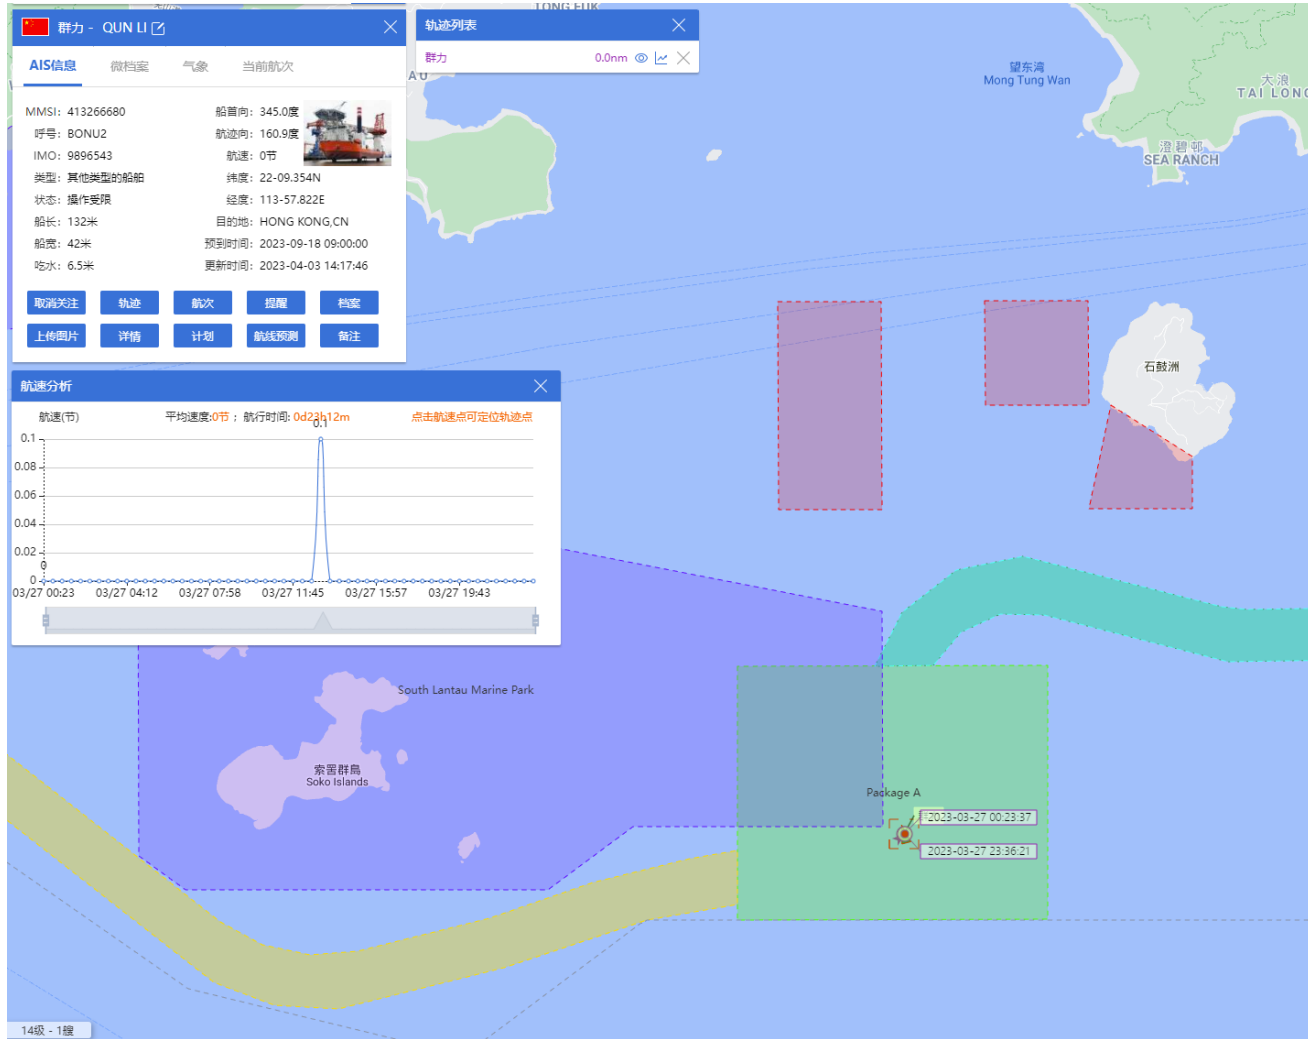 群力 - QUN LI
AIS信息 微档案 气象 当前航次
MMSI: 413266680 船首向: 345.0度
呼号: BONU2 航迹向: 160.9度
IMO: 9896543 航速: 0节
类型: 其他类型的船舶 纬度: 22-09.354N
状态: 操作受限 经度: 113-57.822E
船长: 132米 目的地: HONG KONG,CN
船宽: 42米 预到时间: 2023-09-18 09:00:00
吃水: 6.5米 更新时间: 2023-04-03 14:17:46
取消关注 轨迹 航次 提醒 档案
上传图片 详情 计划 航线预测 备注
轨迹列表
群力 0.0nm
LONG FUK
AU
望东湾
Mong Tung Wan
大浪
TAI LONG
澄碧邨
SEA RANCH
石鼓洲
航速分析
航速(节) 平均速度:0节 ; 航行时间: 0d23h12m 点击航速点可定位轨迹点
0.1
0.1
0.08
0.06
0.04
0.02
0
0
03/27 00:23 03/27 04:12 03/27 07:58 03/27 11:45 03/27 15:57 03/27 19:43
South Lantau Marine Park
索罟群島
Soko Islands
Package A
2023-03-27 00:23:37
2023-03-27 23:36:21
14级 - 1艘